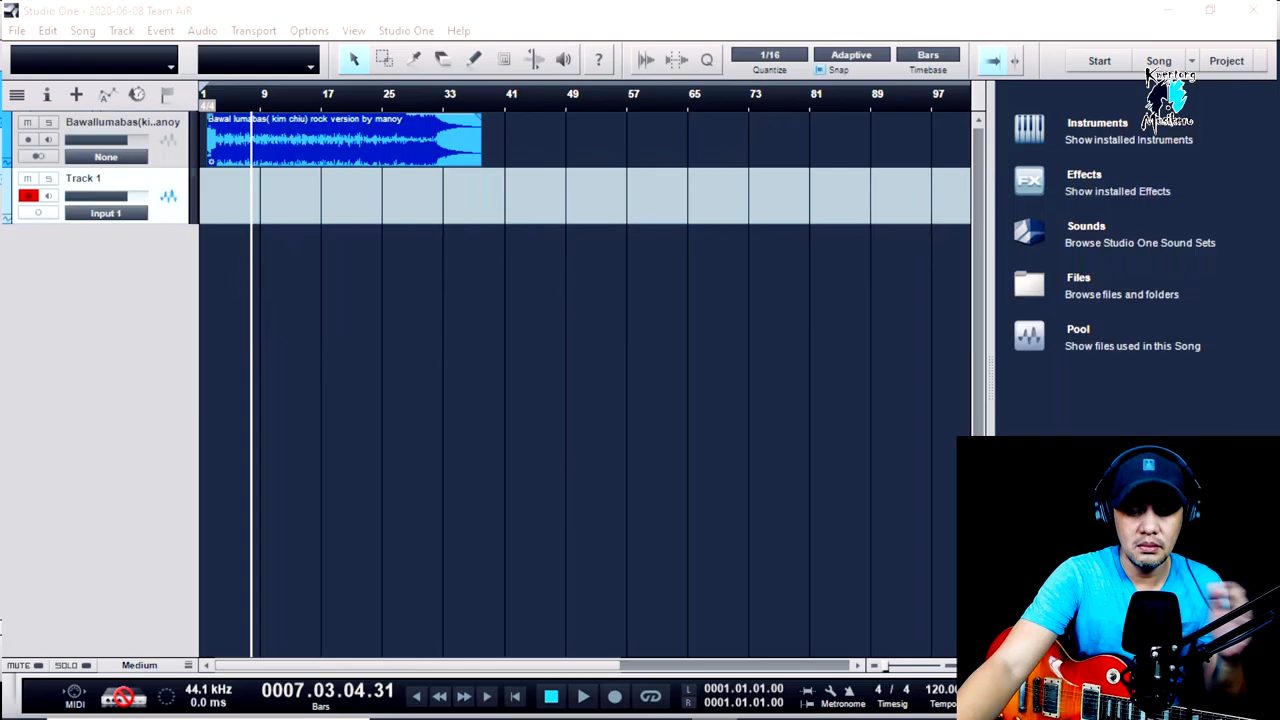 Studio One - 2020-06-08 Team AiR
File Edit Song Track Event Audio Transport Options View Studio One Help
1/16 Adaptive Bars
Quantize Snap Timebase
Start Song Project
1 9 17 25 33 41 49 57 65 73 81 89 97
4/4
m S Bawallumabas(ki..anoy
None
Bawal lumabas( kim chiu) rock version by manoy
m S Track 1
Input 1
Instruments
Show installed Instruments
FX Effects
Show installed Effects
Sounds
Browse Studio One Sound Sets
Files
Browse files and folders
Pool
Show files used in this Song
MUTE SOLO Medium
MIDI
44.1 kHz
0.0 ms
0007.03.04.31
Bars
L 0001.01.01.00
R 0001.01.01.00
Metronome
4 / 4
Timesig
120.00
Tempo